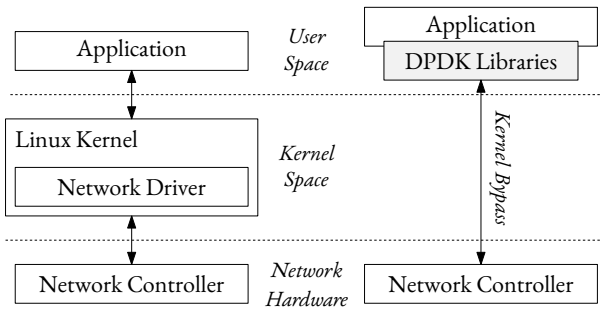 Application
User
Space
Application
DPDK Libraries
Linux Kernel
Network Driver
Kernel
Space
Kernel Bypass
Network Controller
Network
Hardware
Network Controller